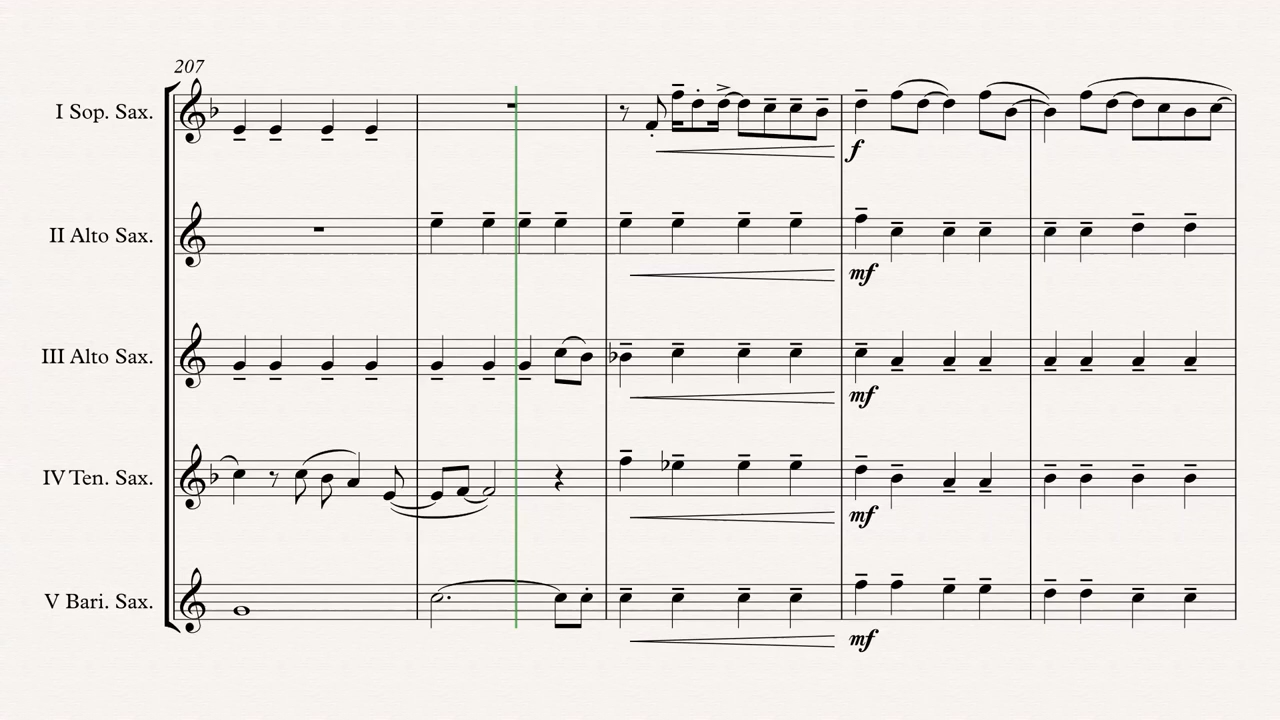 207
I Sop. Sax.
f
II Alto Sax.
mf
III Alto Sax.
mf
IV Ten. Sax.
mf
V Bari. Sax.
mf